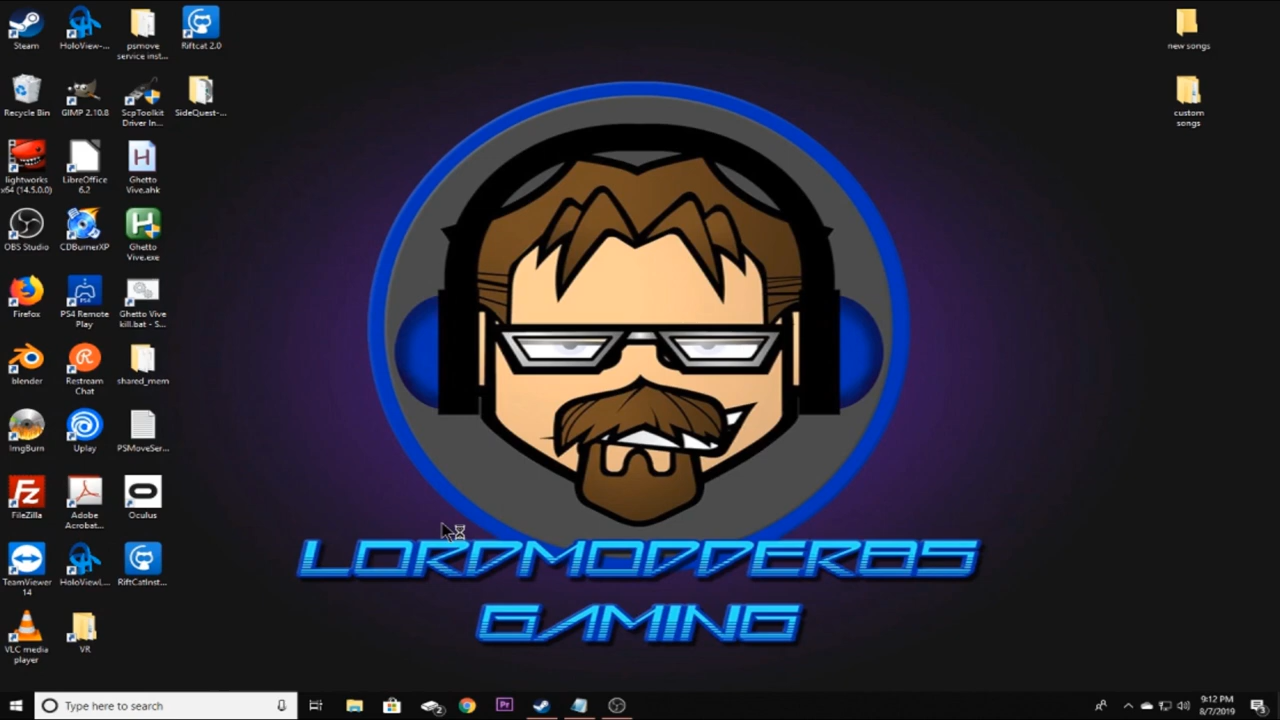 Steam
HoloView-...
psmove
service inst...
Riftcat 2.0
Recycle Bin
GIMP 2.10.8
ScpToolkit
Driver In...
SideQuest-...
lightworks
x64 (14.5.0.0)
LibreOffice
6.2
Ghetto
Vive.ahk
OBS Studio
CDBurnerXP
Ghetto
Vive.exe
Firefox
PS4 Remote
Play
Ghetto Vive
kill.bat - S...
blender
Restream
Chat
shared_mem
ImgBurn
Uplay
PSMoveSer...
FileZilla
Adobe
Acrobat...
Oculus
TeamViewer
14
HoloViewL...
RiftCatInst...
VLC media
player
VR
new songs
custom
songs
LORDMODDERAS
GAMING
Type here to search
2
Pr
9:12 PM
8/7/2019
3